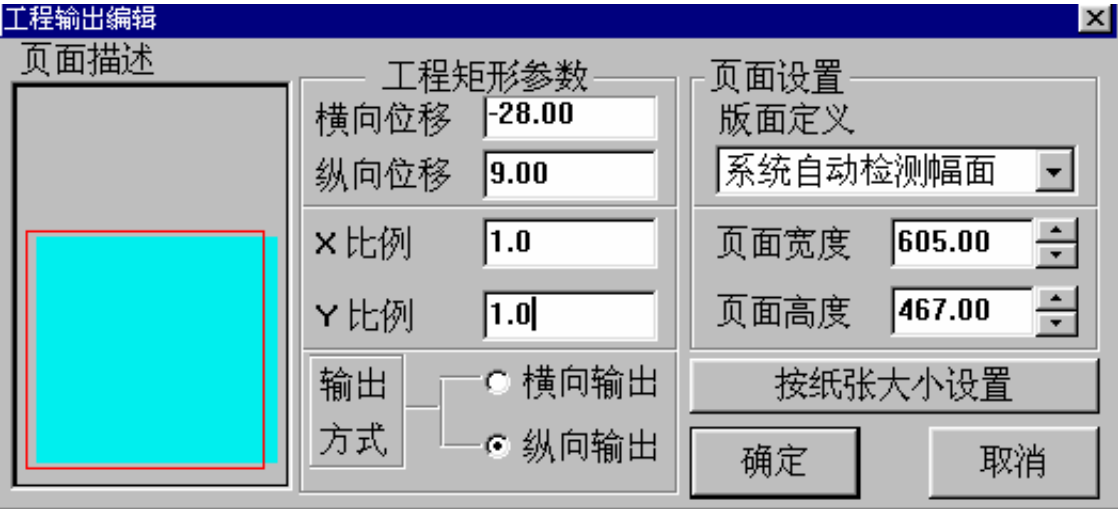 工程输出编辑
页面描述
工程矩形参数
横向位移 -28.00
纵向位移 9.00
X 比例 1.0
Y 比例 1.0
输出
方式
横向输出
纵向输出
页面设置
版面定义
系统自动检测幅面
页面宽度 605.00
页面高度 467.00
按纸张大小设置
确定 取消